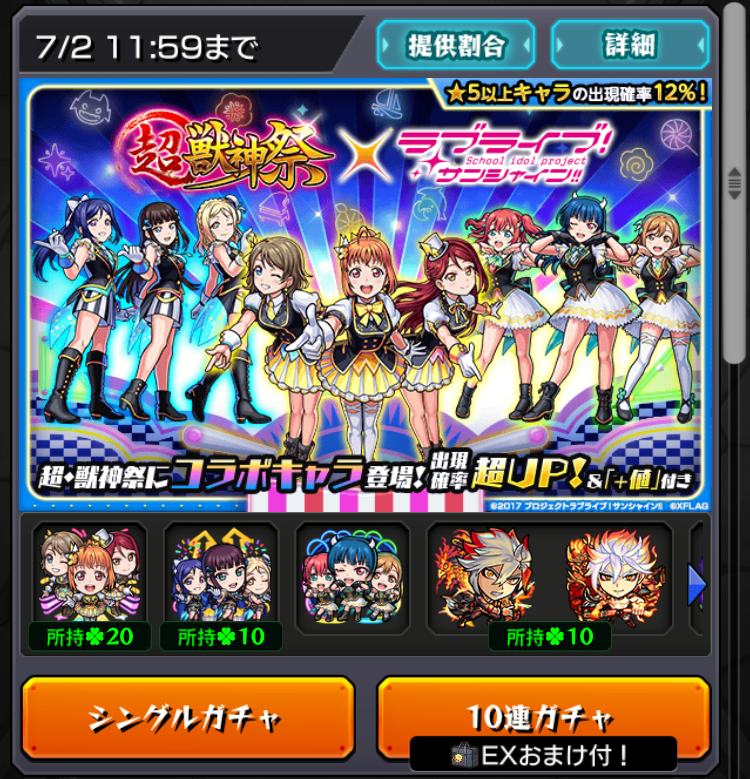 7/2 11:59まで
提供割合
詳細
★5以上キャラの出現確率12%!
超獣神祭
ラブライブ!
School idol project
サンシャイン!!
超・獣神祭にコラボキャラ登場!出現確率超UP!&「+値」付き
©2017 プロジェクトラブライブ!サンシャイン!! ©XFLAG
所持🍀20
所持🍀10
所持🍀10
シングルガチャ
10連ガチャ
EXおまけ付!